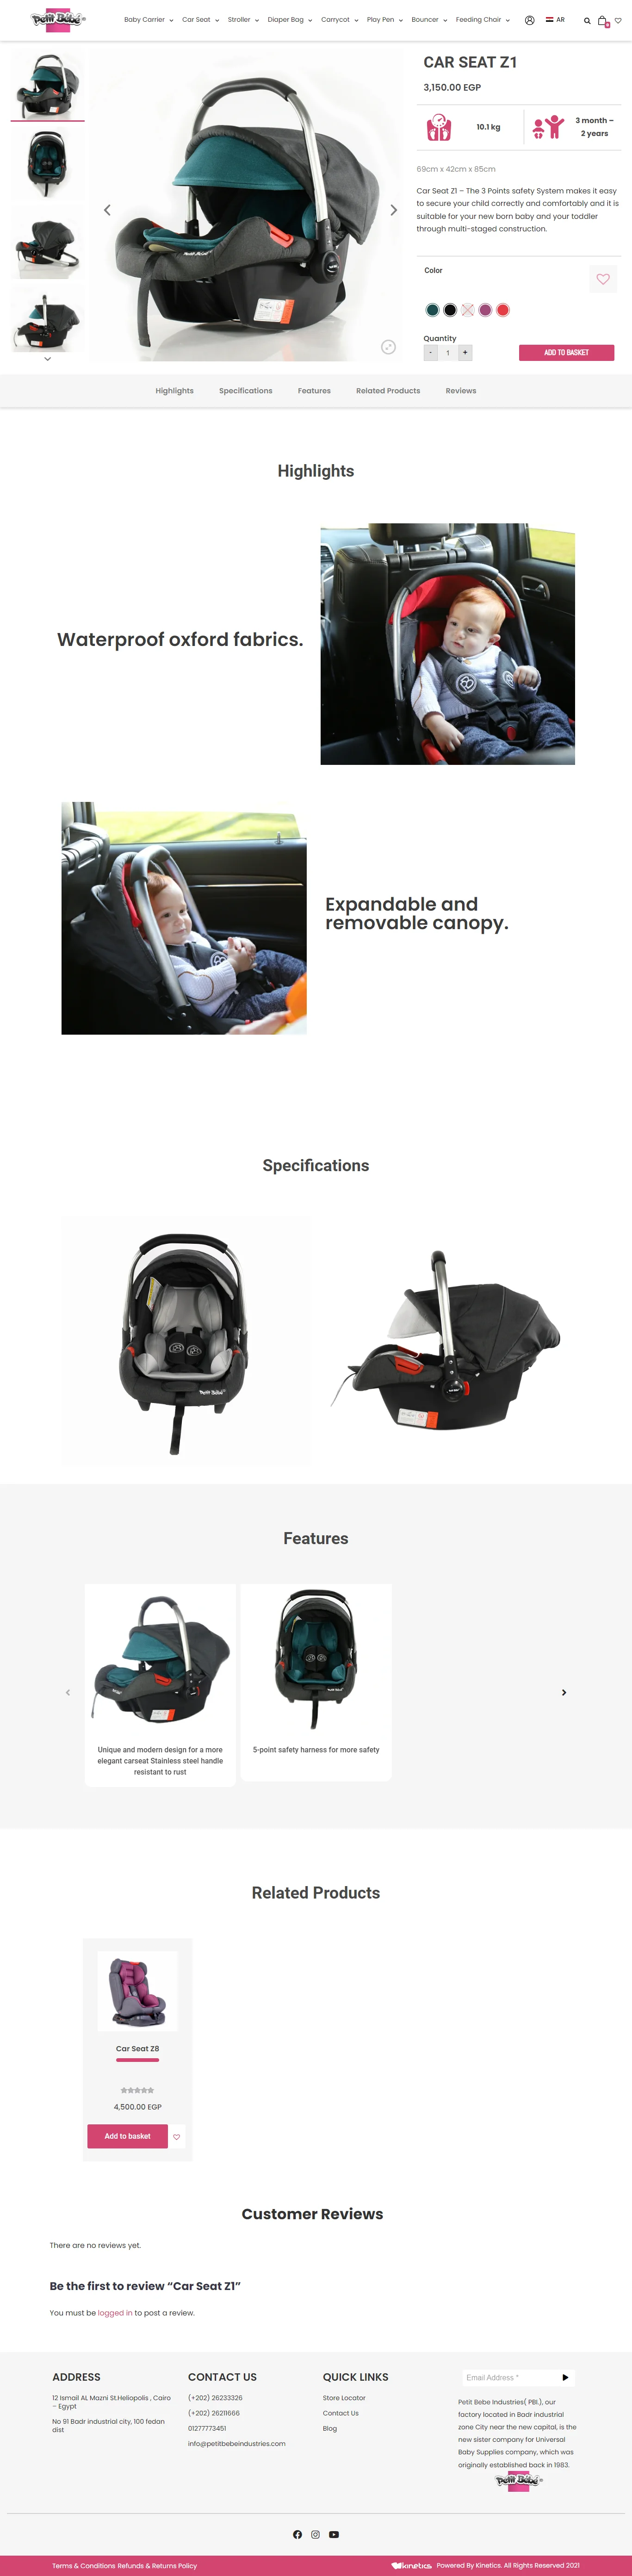 Petit Bébé®
Baby Carrier Car Seat Stroller Diaper Bag Carrycot Play Pen Bouncer Feeding Chair AR
CAR SEAT Z1
3,150.00 EGP
10.1 kg
3 month –
2 years
69cm x 42cm x 85cm
Car Seat Z1 – The 3 Points safety System makes it easy
to secure your child correctly and comfortably and it is
suitable for your new born baby and your toddler
through multi-staged construction.
Color
Quantity
- 1 +
ADD TO BASKET
Highlights Specifications Features Related Products Reviews
Highlights
Waterproof oxford fabrics.
Expandable and
removable canopy.
Specifications
Petit Bébé
Features
Unique and modern design for a more
elegant carseat Stainless steel handle
resistant to rust
5-point safety harness for more safety
Related Products
Car Seat Z8
4,500.00 EGP
Add to basket
Customer Reviews
There are no reviews yet.
Be the first to review “Car Seat Z1”
You must be logged in to post a review.
ADDRESS
12 Ismail AL Mazni St.Heliopolis , Cairo
– Egypt
No 91 Badr industrial city, 100 fedan
dist
CONTACT US
(+202) 26233326
(+202) 26211666
01277773451
info@petitbebeindustries.com
QUICK LINKS
Store Locator
Contact Us
Blog
Email Address *
Petit Bebe Industries( PBI,), our
factory located in Badr industrial
zone City near the new capital, is the
new sister company for Universal
Baby Supplies company, which was
originally established back in 1983.
Petit Bébé®
Terms & Conditions Refunds & Returns Policy
kinetics Powered By Kinetics. All Rights Reserved 2021